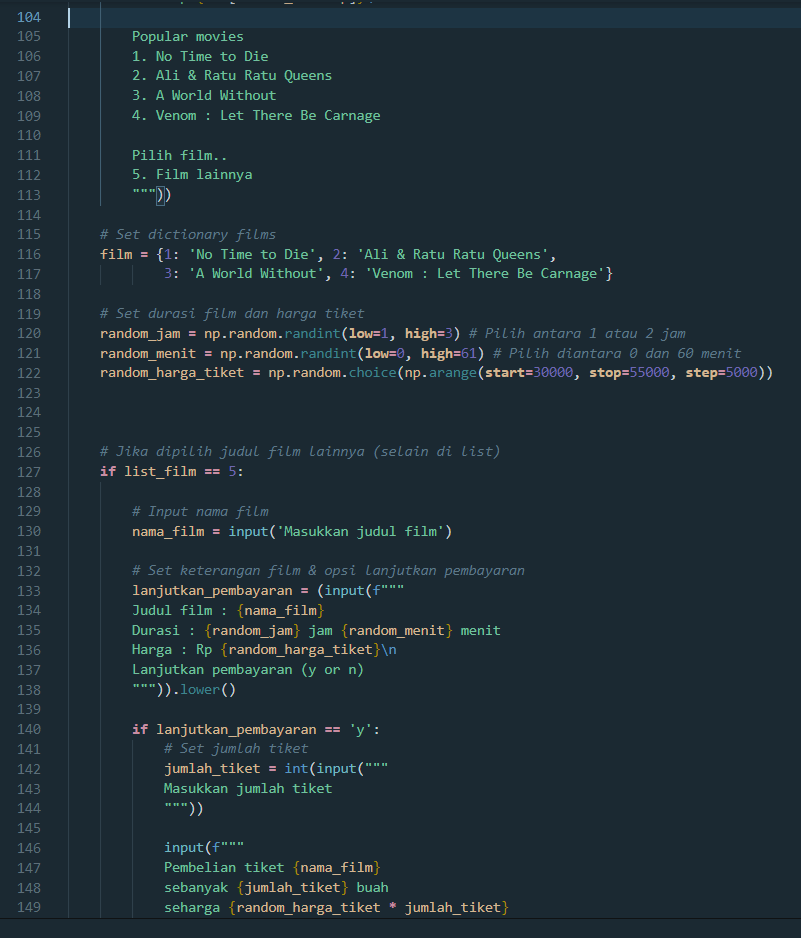 104
105 Popular movies
106 1. No Time to Die
107 2. Ali & Ratu Ratu Queens
108 3. A World Without
109 4. Venom : Let There Be Carnage
110
111 Pilih film..
112 5. Film lainnya
113 """))
114
115 # Set dictionary films
116 film = {1: 'No Time to Die', 2: 'Ali & Ratu Ratu Queens',
117 3: 'A World Without', 4: 'Venom : Let There Be Carnage'}
118
119 # Set durasi film dan harga tiket
120 random_jam = np.random.randint(low=1, high=3) # Pilih antara 1 atau 2 jam
121 random_menit = np.random.randint(low=0, high=61) # Pilih diantara 0 dan 60 menit
122 random_harga_tiket = np.random.choice(np.arange(start=30000, stop=55000, step=5000))
123
124
125
126 # Jika dipilih judul film lainnya (selain di list)
127 if list_film == 5:
128
129 # Input nama film
130 nama_film = input('Masukkan judul film')
131
132 # Set keterangan film & opsi lanjutkan pembayaran
133 lanjutkan_pembayaran = (input(f"""
134 Judul film : {nama_film}
135 Durasi : {random_jam} jam {random_menit} menit
136 Harga : Rp {random_harga_tiket}\n
137 Lanjutkan pembayaran (y or n)
138 """)).lower()
139
140 if lanjutkan_pembayaran == 'y':
141 # Set jumlah tiket
142 jumlah_tiket = int(input("""
143 Masukkan jumlah tiket
144 """))
145
146 input(f"""
147 Pembelian tiket {nama_film}
148 sebanyak {jumlah_tiket} buah
149 seharga {random_harga_tiket * jumlah_tiket}